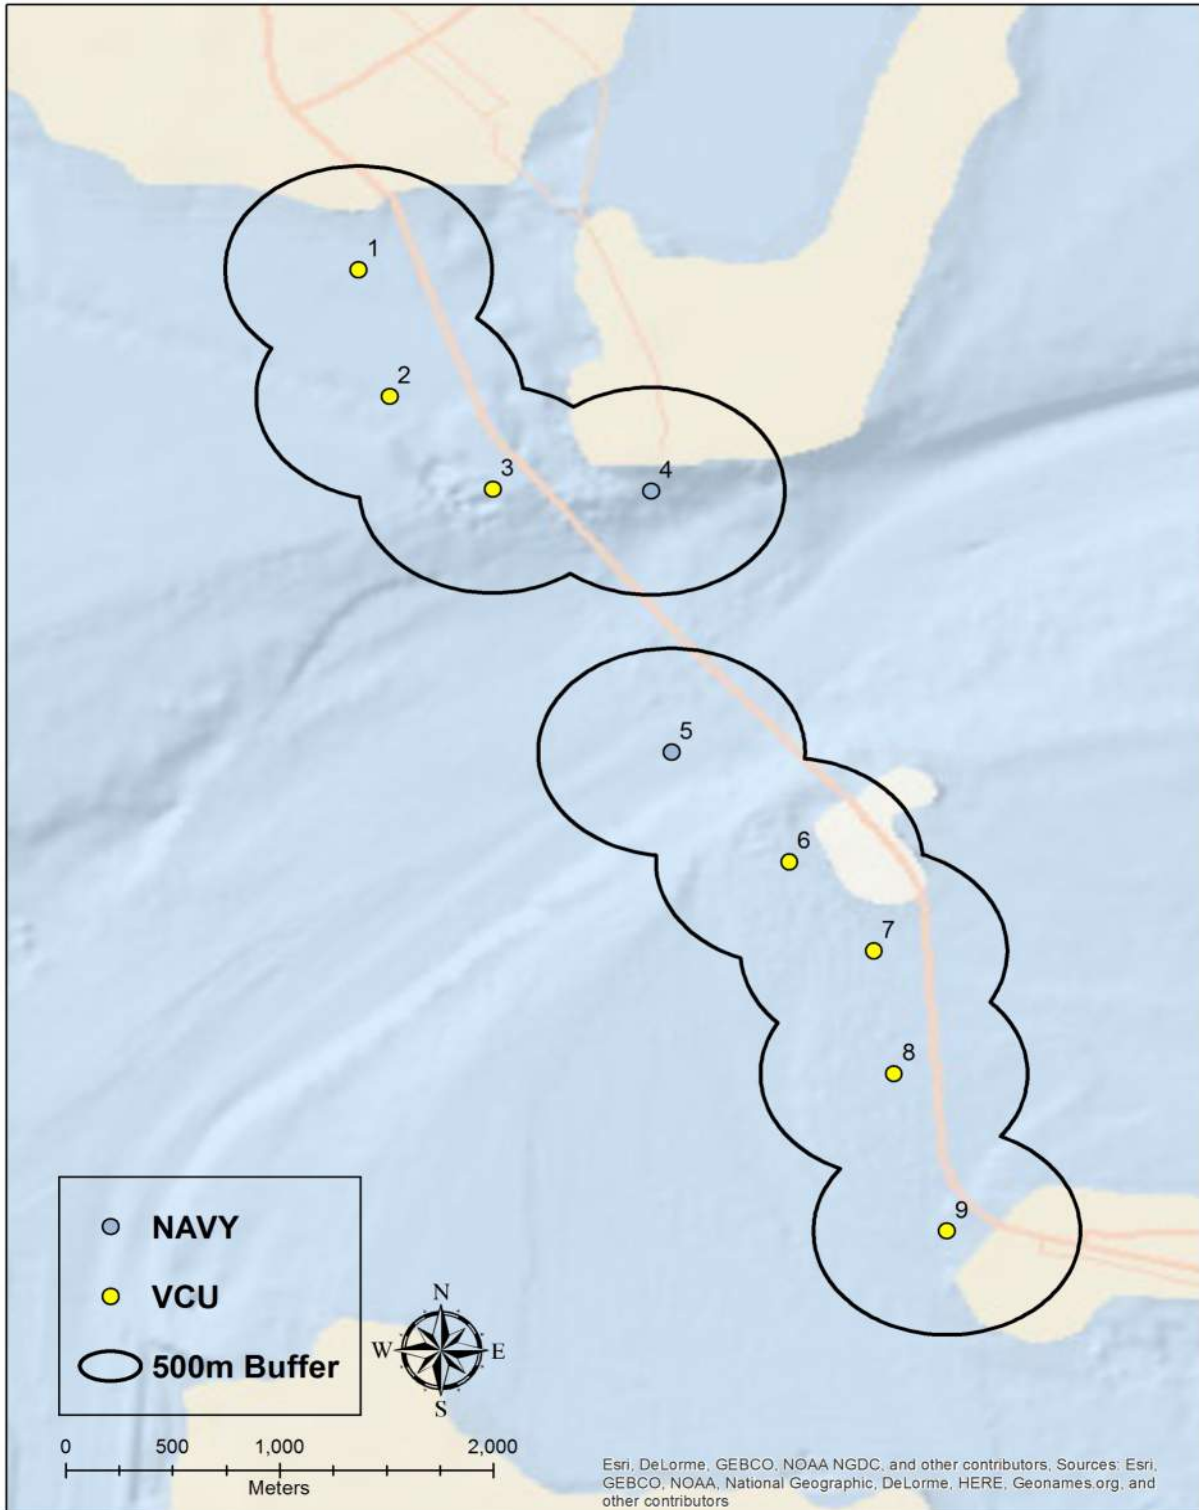 1
2
3
4
5
6
7
8
9
NAVY
VCU
500m Buffer
N
W E
S
0 500 1,000 2,000
Meters
Esri, DeLorme, GEBCO, NOAA NGDC, and other contributors, Sources: Esri,
GEBCO, NOAA, National Geographic, DeLorme, HERE, Geonames.org, and
other contributors